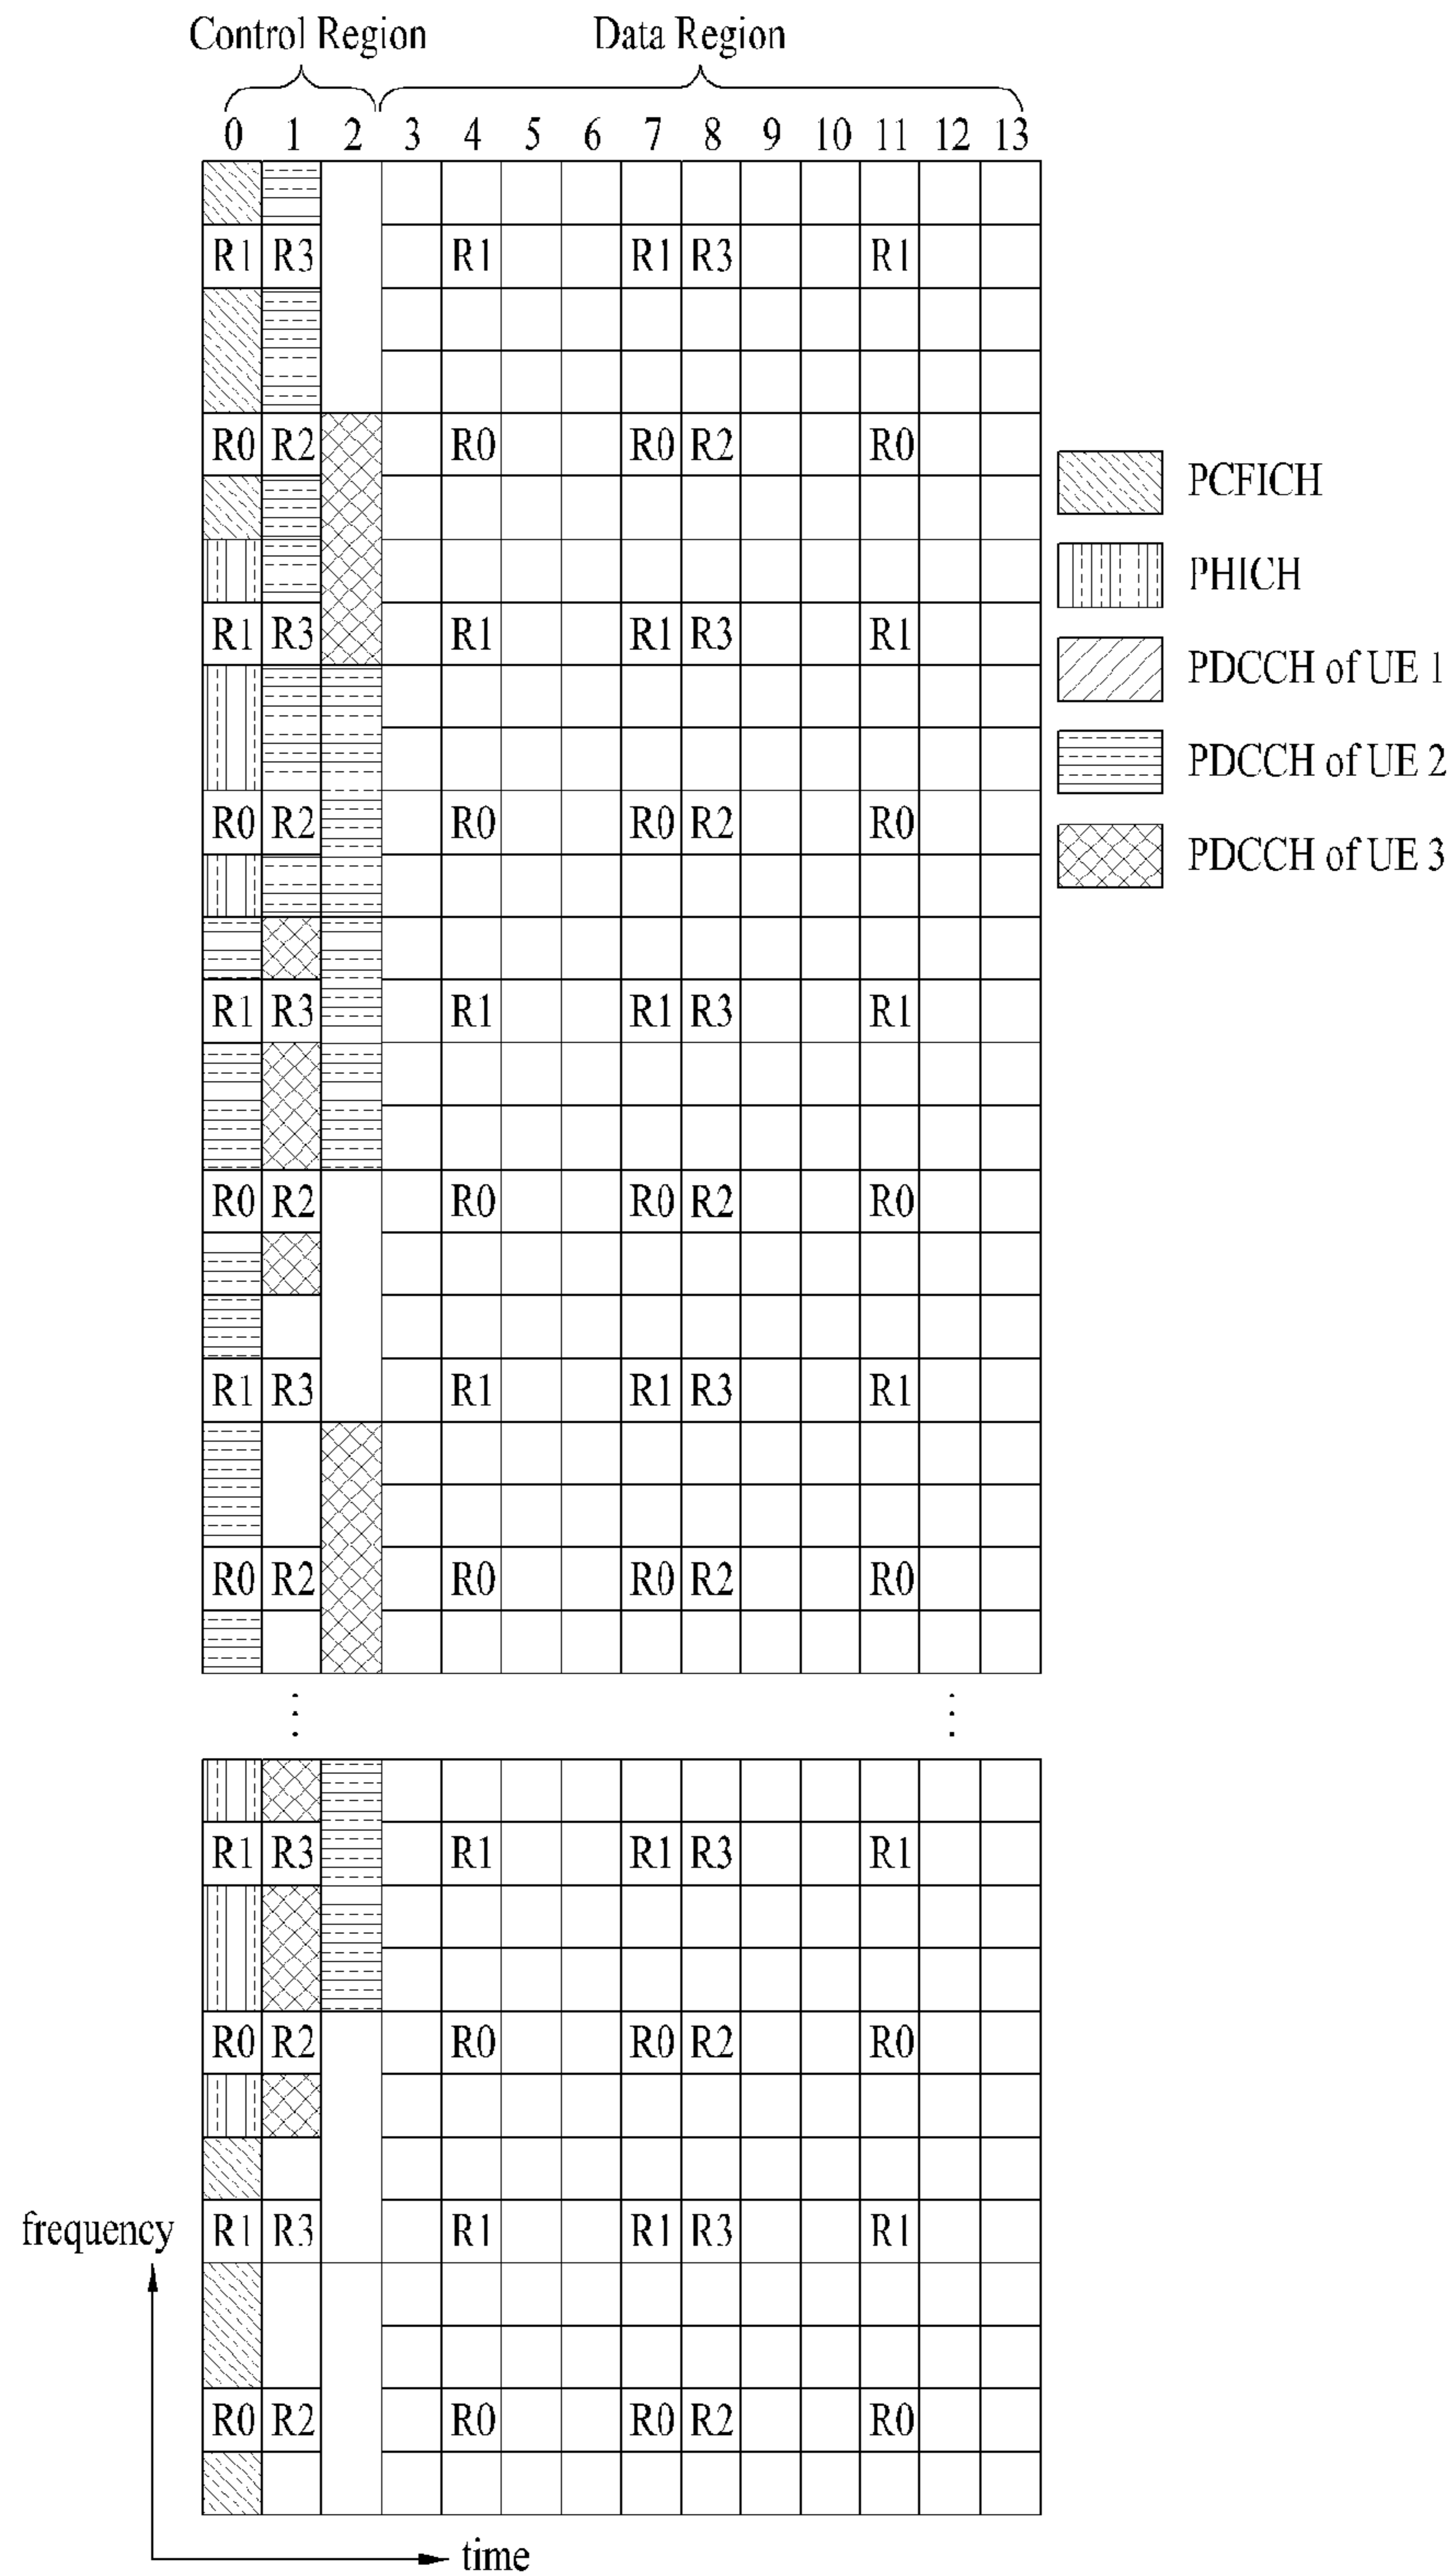 Control Region Data Region
0 1 2 3 4 5 6 7 8 9 10 11 12 13
R1 R3 R1 R1 R3 R1
R0 R2 R0 R0 R2 R0
PCFICH
PHICH
R1 R3 R1 R1 R3 R1
PDCCH of UE 1
PDCCH of UE 2
R0 R2 R0 R0 R2 R0
PDCCH of UE 3
R1 R3 R1 R1 R3 R1
R0 R2 R0 R0 R2 R0
R1 R3 R1 R1 R3 R1
R0 R2 R0 R0 R2 R0
R1 R3 R1 R1 R3 R1
R0 R2 R0 R0 R2 R0
frequency R1 R3 R1 R1 R3 R1
R0 R2 R0 R0 R2 R0
time